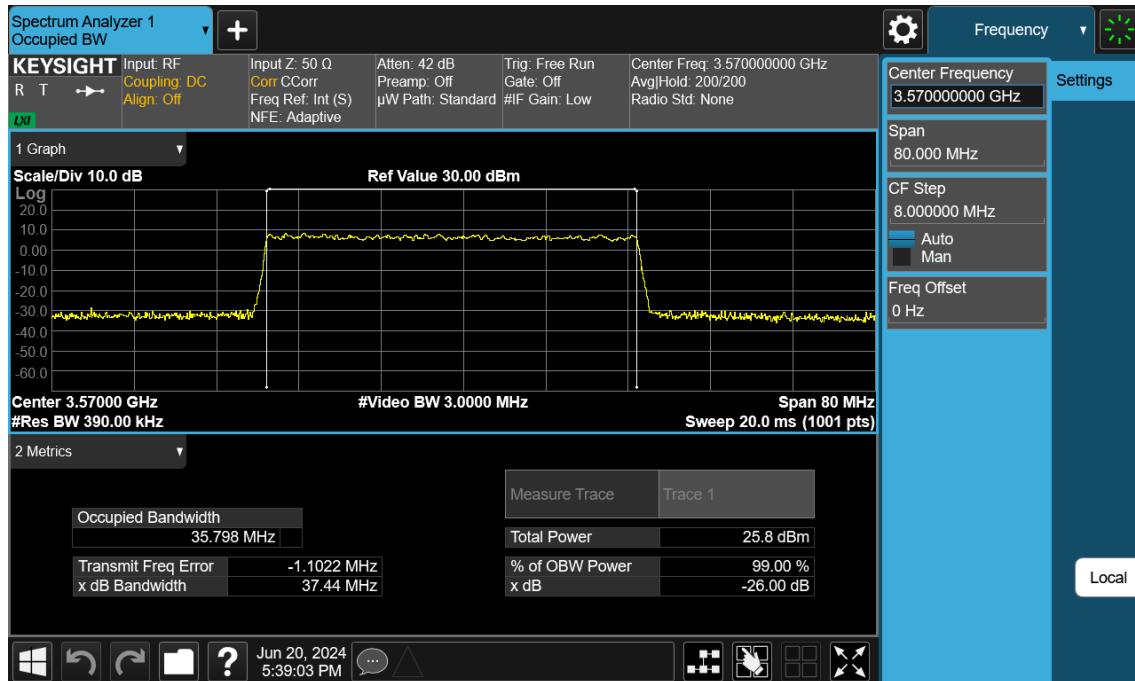 Spectrum Analyzer 1
Occupied BW
+
Frequency
KEYSIGHT
R T
LXI
Input: RF
Coupling: DC
Align: Off
Input Z: 50 Ω
Corr CCorr
Freq Ref: Int (S)
NFE: Adaptive
Atten: 42 dB
Preamp: Off
µW Path: Standard
#IF Gain: Low
Trig: Free Run
Gate: Off
Center Freq: 3.570000000 GHz
Avg|Hold: 200/200
Radio Std: None
Center Frequency
3.570000000 GHz
Settings
Span
80.000 MHz
CF Step
8.000000 MHz
Auto
Man
Freq Offset
0 Hz
Local
1 Graph
Scale/Div 10.0 dB
Ref Value 30.00 dBm
Log
20.0
10.0
0.00
-10.0
-20.0
-30.0
-40.0
-50.0
-60.0
Center 3.57000 GHz
#Video BW 3.0000 MHz
Span 80 MHz
#Res BW 390.00 kHz
Sweep 20.0 ms (1001 pts)
2 Metrics
Measure Trace Trace 1
Occupied Bandwidth
35.798 MHz
Total Power 25.8 dBm
Transmit Freq Error -1.1022 MHz
% of OBW Power 99.00 %
x dB Bandwidth 37.44 MHz
x dB -26.00 dB
?
Jun 20, 2024
5:39:03 PM